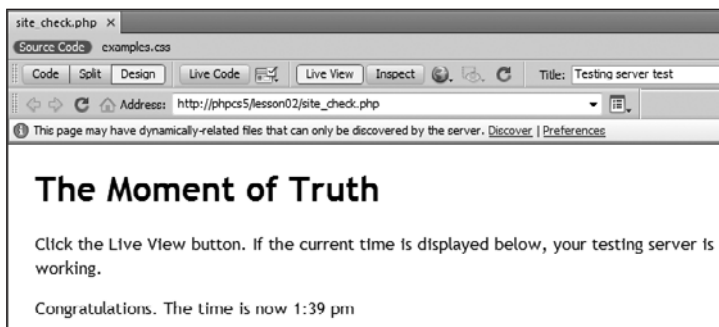 site_check.php ×
Source Code examples.css
Code Split Design Live Code Live View Inspect Title: Testing server test
Address: http://phpcs5/lesson02/site_check.php
This page may have dynamically-related files that can only be discovered by the server. Discover | Preferences
The Moment of Truth
Click the Live View button. If the current time is displayed below, your testing server is
working.
Congratulations. The time is now 1:39 pm